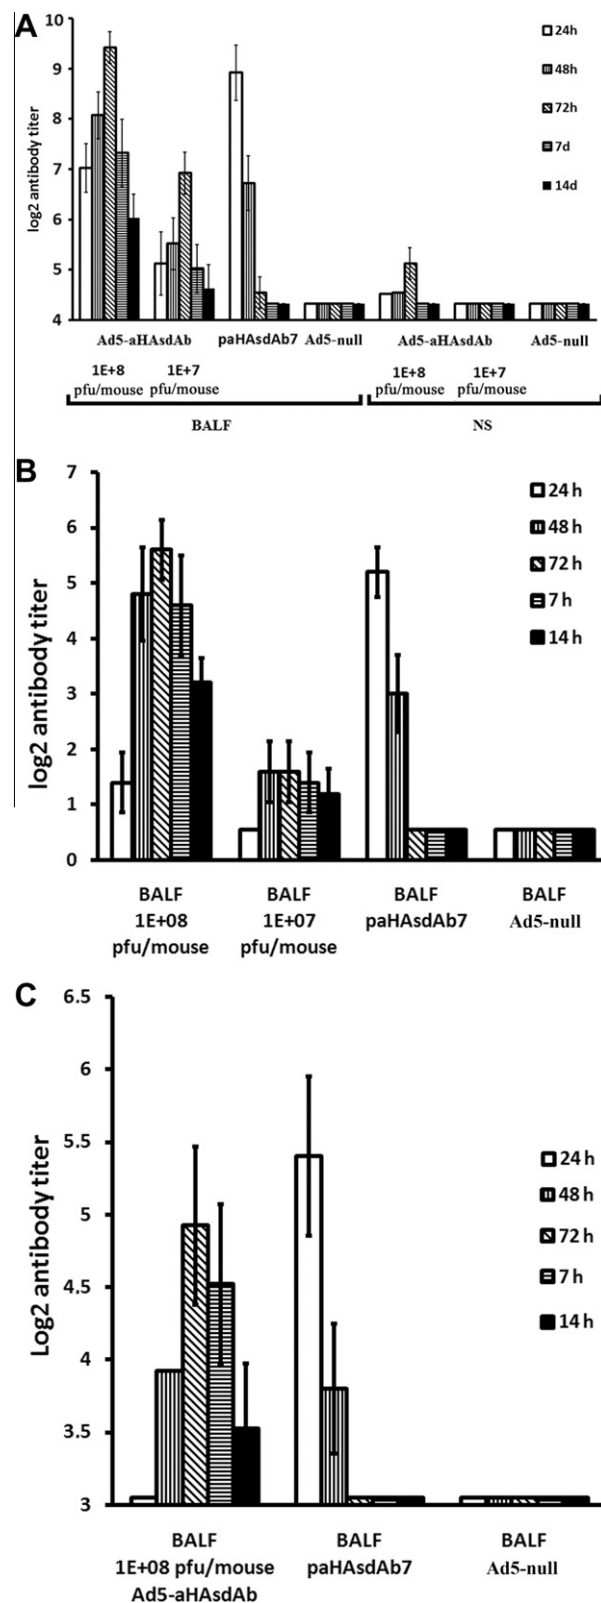 A
10
9
8
7
6
5
4
log2 antibody titer
24h
48h
72h
7d
14d
Ad5-aHAsdAb paHAsdAb7 Ad5-null Ad5-aHAsdAb Ad5-null
1E+8 1E+7 1E+8 1E+7
pfu/mouse pfu/mouse pfu/mouse pfu/mouse
BALF NS
B
7
6
5
4
3
2
1
0
log2 antibody titer
24 h
48 h
72 h
7 h
14 h
BALF BALF BALF BALF
1E+08 1E+07 paHAsdAb7 Ad5-null
pfu/mouse pfu/mouse
C
6.5
6
5.5
5
4.5
4
3.5
3
Log2 antibody titer
24 h
48 h
72 h
7 h
14 h
BALF BALF BALF
1E+08 pfu/mouse paHAsdAb7 Ad5-null
Ad5-aHAsdAb